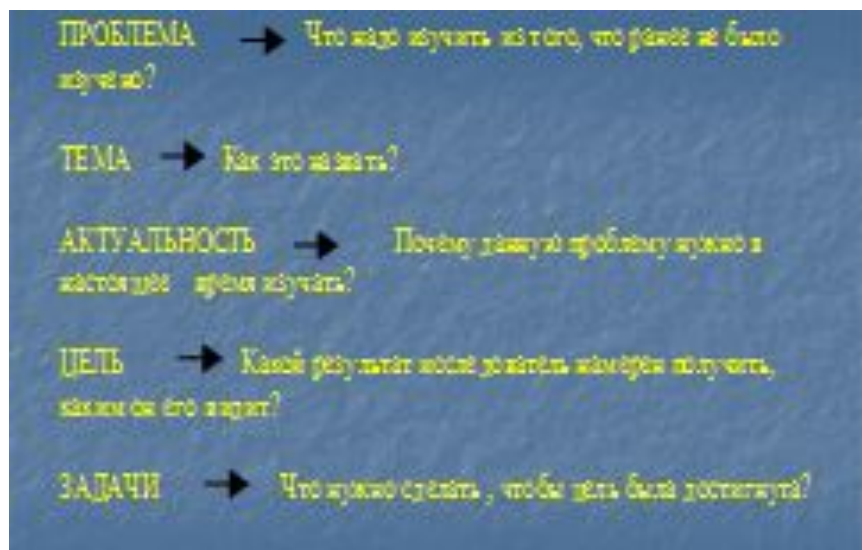 ПРОБЛЕМА → Что надо изучить из того, что ранее не было
изучено?
ТЕМА → Как это назвать?
АКТУАЛЬНОСТЬ → Почему данную проблему нужно в
настоящее время изучать?
ЦЕЛЬ → Какой результат исследователь намерен получить,
каким он его видит?
ЗАДАЧИ → Что нужно сделать , чтобы цель была достигнута?